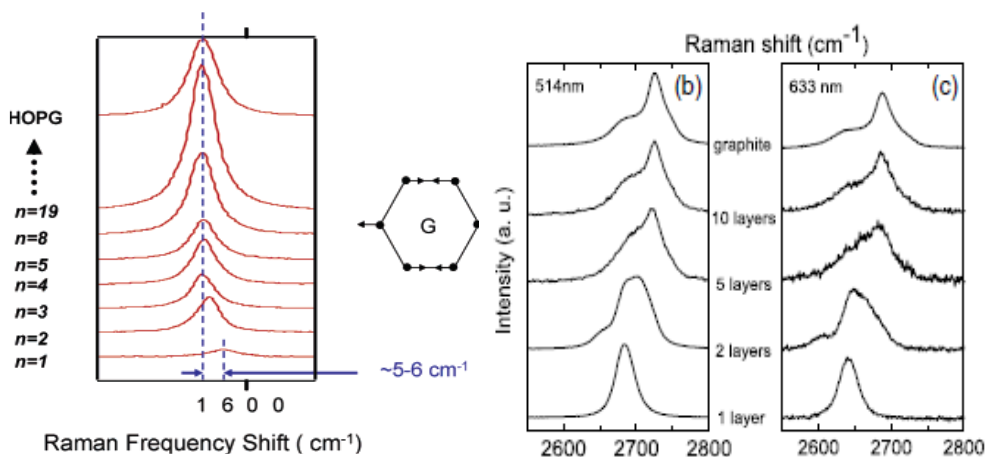 HOPG
n=19
n=8
n=5
n=4
n=3
n=2
n=1
G
~5-6 cm-1
1 6 0 0
Raman Frequency Shift ( cm-1)
Raman shift (cm-1)
Intensity (a. u.)
514nm
(b)
633 nm
(c)
graphite
10 layers
5 layers
2 layers
1 layer
2600 2700 2800
2600 2700 2800